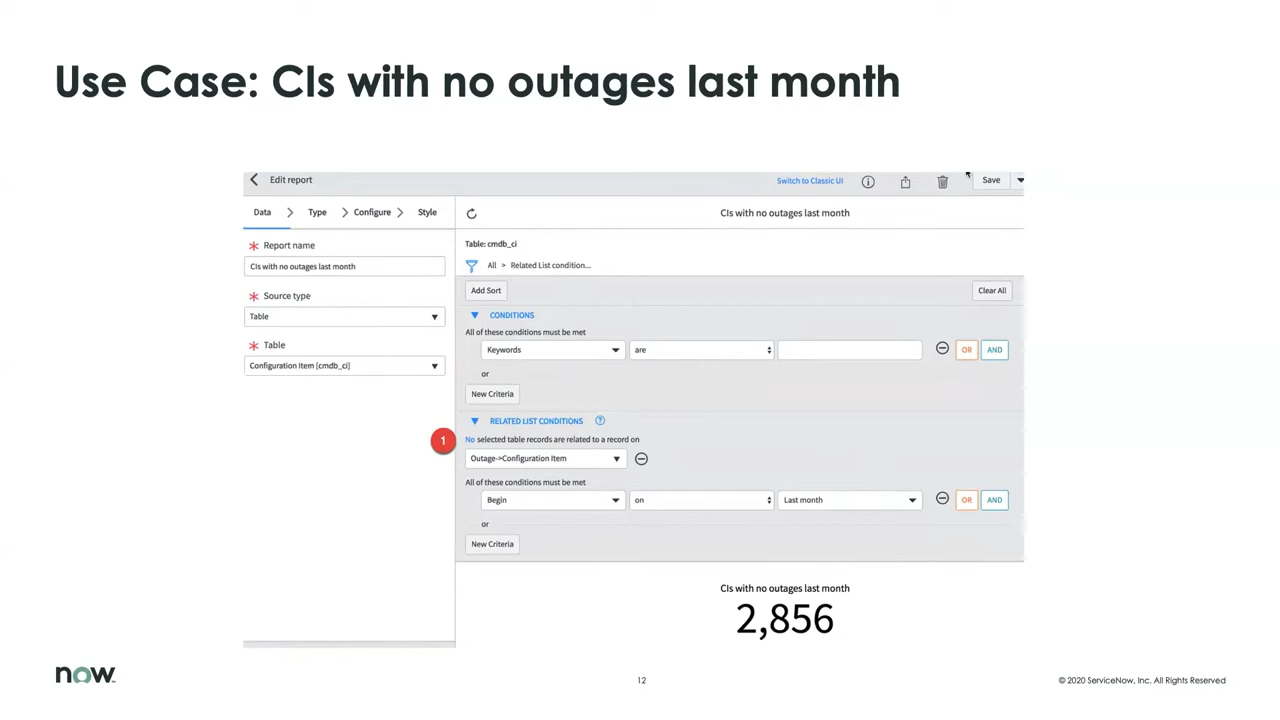 Use Case: CIs with no outages last month
Edit report
Switch to Classic UI
Save
Data
Type
Configure
Style
CIs with no outages last month
Report name
CIs with no outages last month
Source type
Table
Table
Configuration Item [cmdb_ci]
Table: cmdb_ci
All > Related List condition...
Add Sort
Clear All
CONDITIONS
All of these conditions must be met
Keywords are OR AND
or
New Criteria
RELATED LIST CONDITIONS ?
1 No selected table records are related to a record on
Outage->Configuration Item
All of these conditions must be met
Begin on Last month OR AND
or
New Criteria
CIs with no outages last month
2,856
now
12
© 2020 ServiceNow, Inc. All Rights Reserved